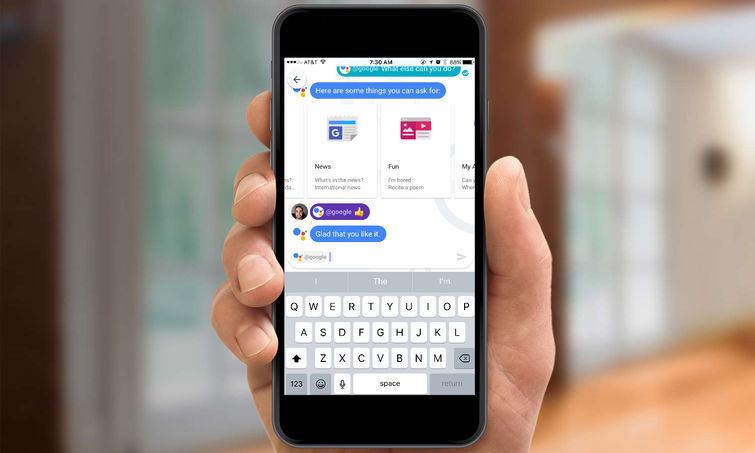 AT&T 7:30 AM 88%
@google What else can you do?
Here are some things you can ask for:
News Fun My A
What's in the news? I'm bored
International news Recite a poem
@google 👍
Glad that you like it.
@google
I The I'm
Q W E R T Y U I O P
A S D F G H J K L
Z X C V B N M
123 space return